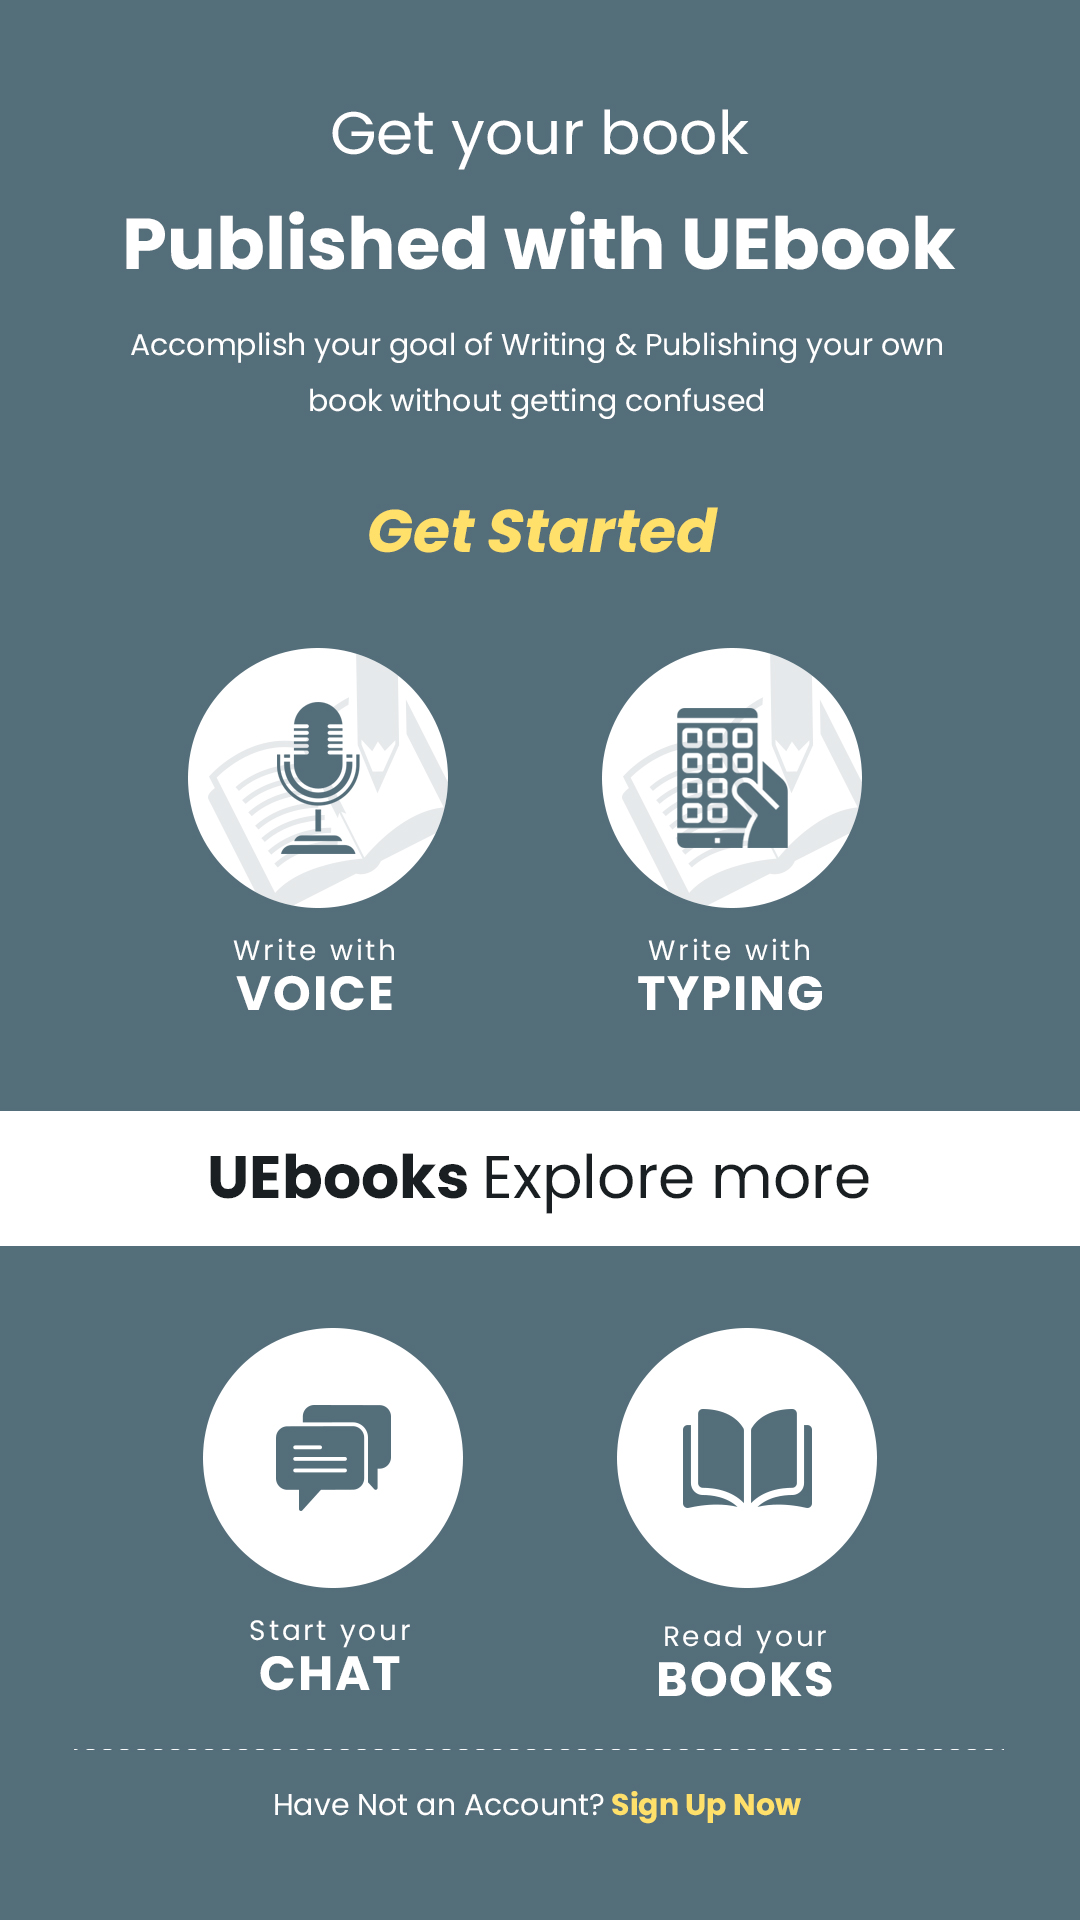 Get your book
Published with UEbook
Accomplish your goal of Writing & Publishing your own
book without getting confused
Get Started
Write with
VOICE
Write with
TYPING
UEbooks Explore more
Start your
CHAT
Read your
BOOKS
Have Not an Account? Sign Up Now